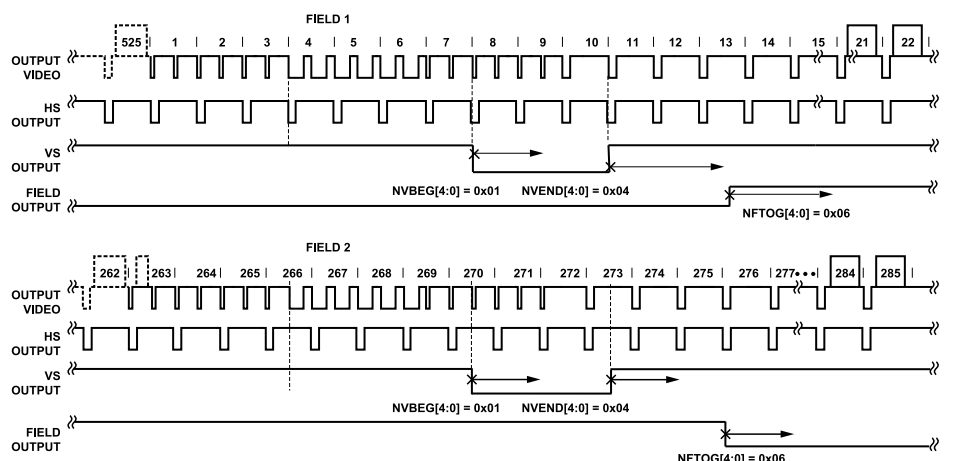 FIELD 1
525 1 2 3 4 5 6 7 8 9 10 11 12 13 14 15 21 22
OUTPUT
VIDEO
HS
OUTPUT
VS
OUTPUT
NVBEG[4:0] = 0x01 NVEND[4:0] = 0x04
FIELD
OUTPUT
NFTOG[4:0] = 0x06
FIELD 2
262 263 264 265 266 267 268 269 270 271 272 273 274 275 276 277 284 285
OUTPUT
VIDEO
HS
OUTPUT
VS
OUTPUT
NVBEG[4:0] = 0x01 NVEND[4:0] = 0x04
FIELD
OUTPUT
NFTOG[4:0] = 0x06